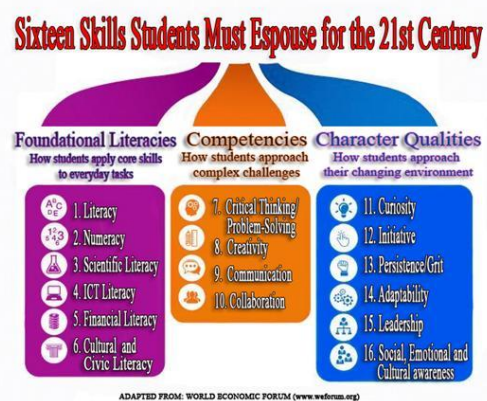 Sixteen Skills Students Must Espouse for the 21st Century
Foundational Literacies
How students apply core skills
to everyday tasks
A B C
D E
1. Literacy
2. Numeracy
3. Scientific Literacy
4. ICT Literacy
5. Financial Literacy
6. Cultural and
Civic Literacy
Competencies
How students approach
complex challenges
7. Critical Thinking/
Problem-Solving
8. Creativity
9. Communication
10. Collaboration
Character Qualities
How students approach
their changing environment
11. Curiosity
12. Initiative
13. Persistence/Grit
14. Adaptability
15. Leadership
16. Social, Emotional and
Cultural awareness
ADAPTED FROM: WORLD ECONOMIC FORUM (www.weforum.org)